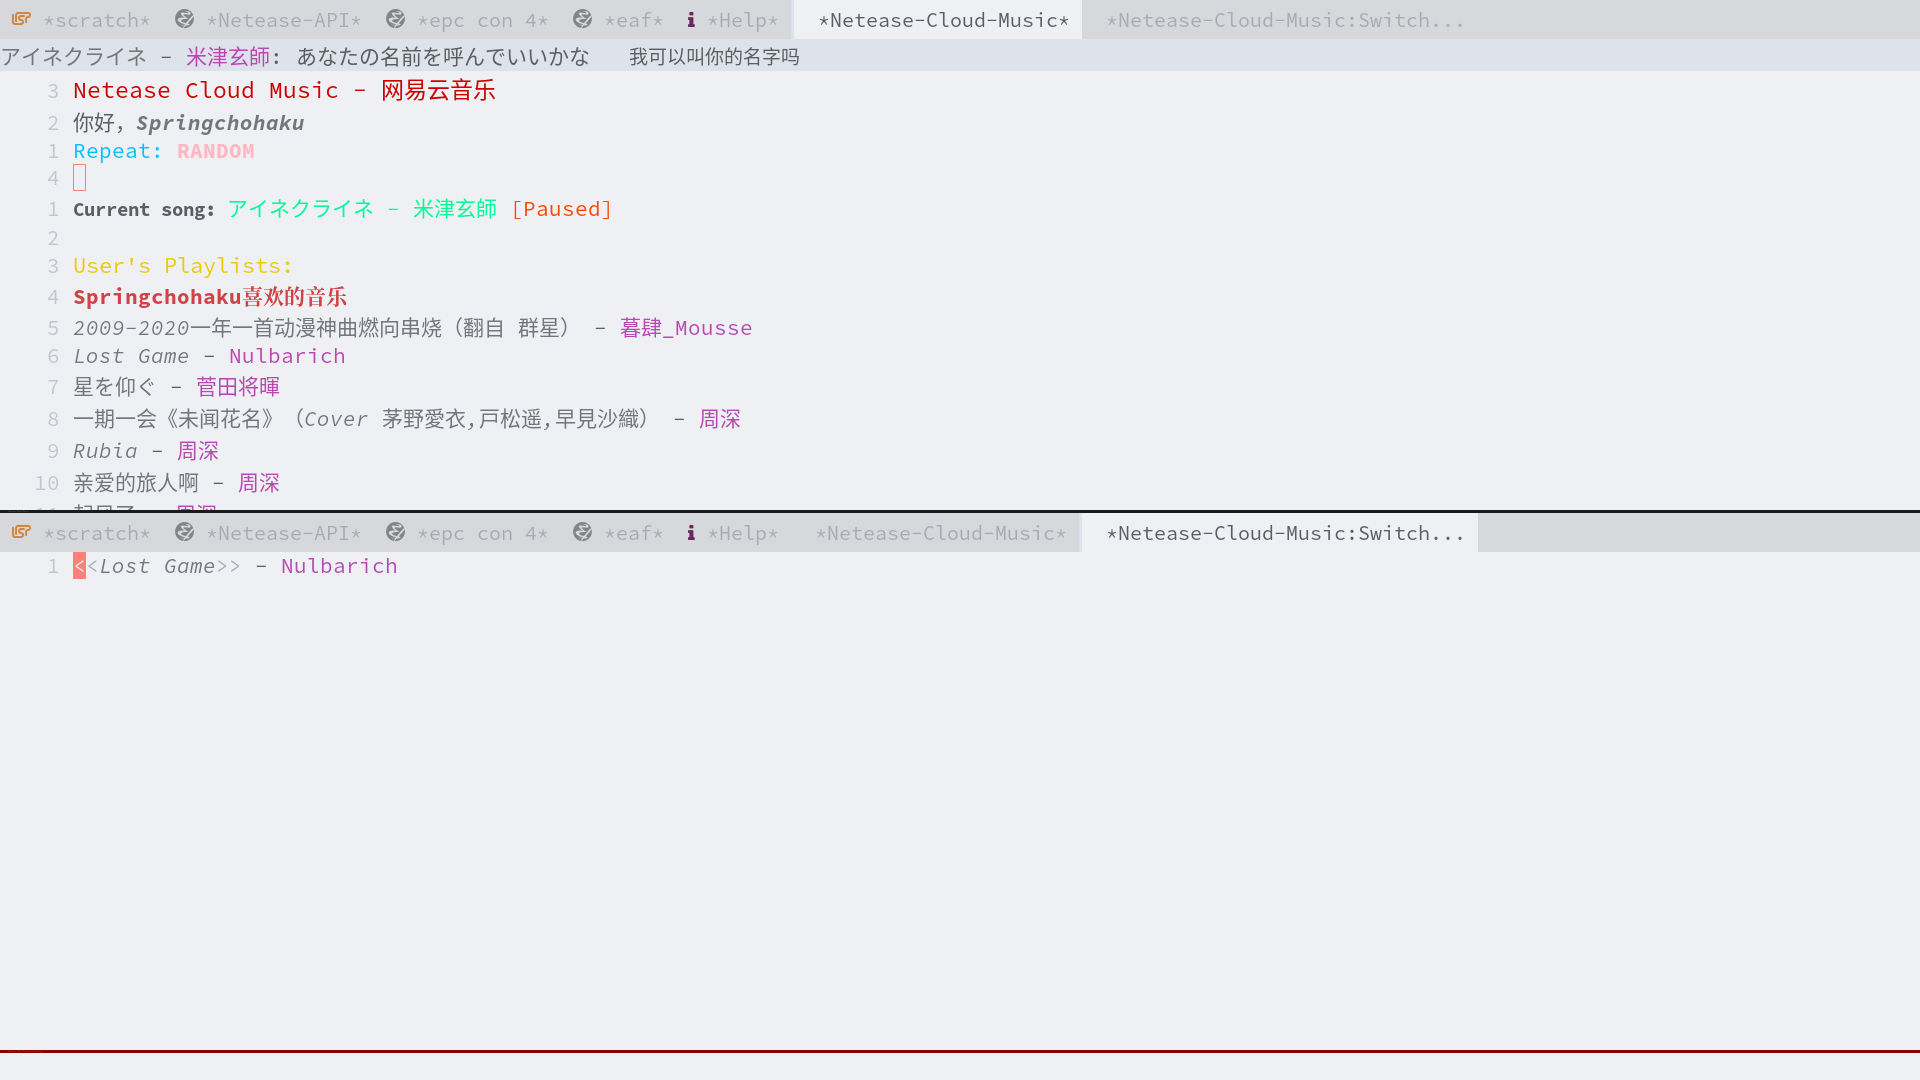 *scratch* *Netease-API* *epc con 4* *eaf* *Help* *Netease-Cloud-Music* *Netease-Cloud-Music:Switch...
アイネクライネ - 米津玄師: あなたの名前を呼んでいいかな 我可以叫你的名字吗
3 Netease Cloud Music - 网易云音乐
2 你好，Springchohaku
1 Repeat: RANDOM
4
1 Current song: アイネクライネ - 米津玄師 [Paused]
2
3 User's Playlists:
4 Springchohaku喜欢的音乐
5 2009-2020一年一首动漫神曲燃向串烧（翻自 群星） - 暮肆_Mousse
6 Lost Game - Nulbarich
7 星を仰ぐ - 菅田将暉
8 一期一会《未闻花名》（Cover 茅野愛衣,戸松遥,早見沙織） - 周深
9 Rubia - 周深
10 亲爱的旅人啊 - 周深
*scratch* *Netease-API* *epc con 4* *eaf* *Help* *Netease-Cloud-Music* *Netease-Cloud-Music:Switch...
1 <<Lost Game>> - Nulbarich